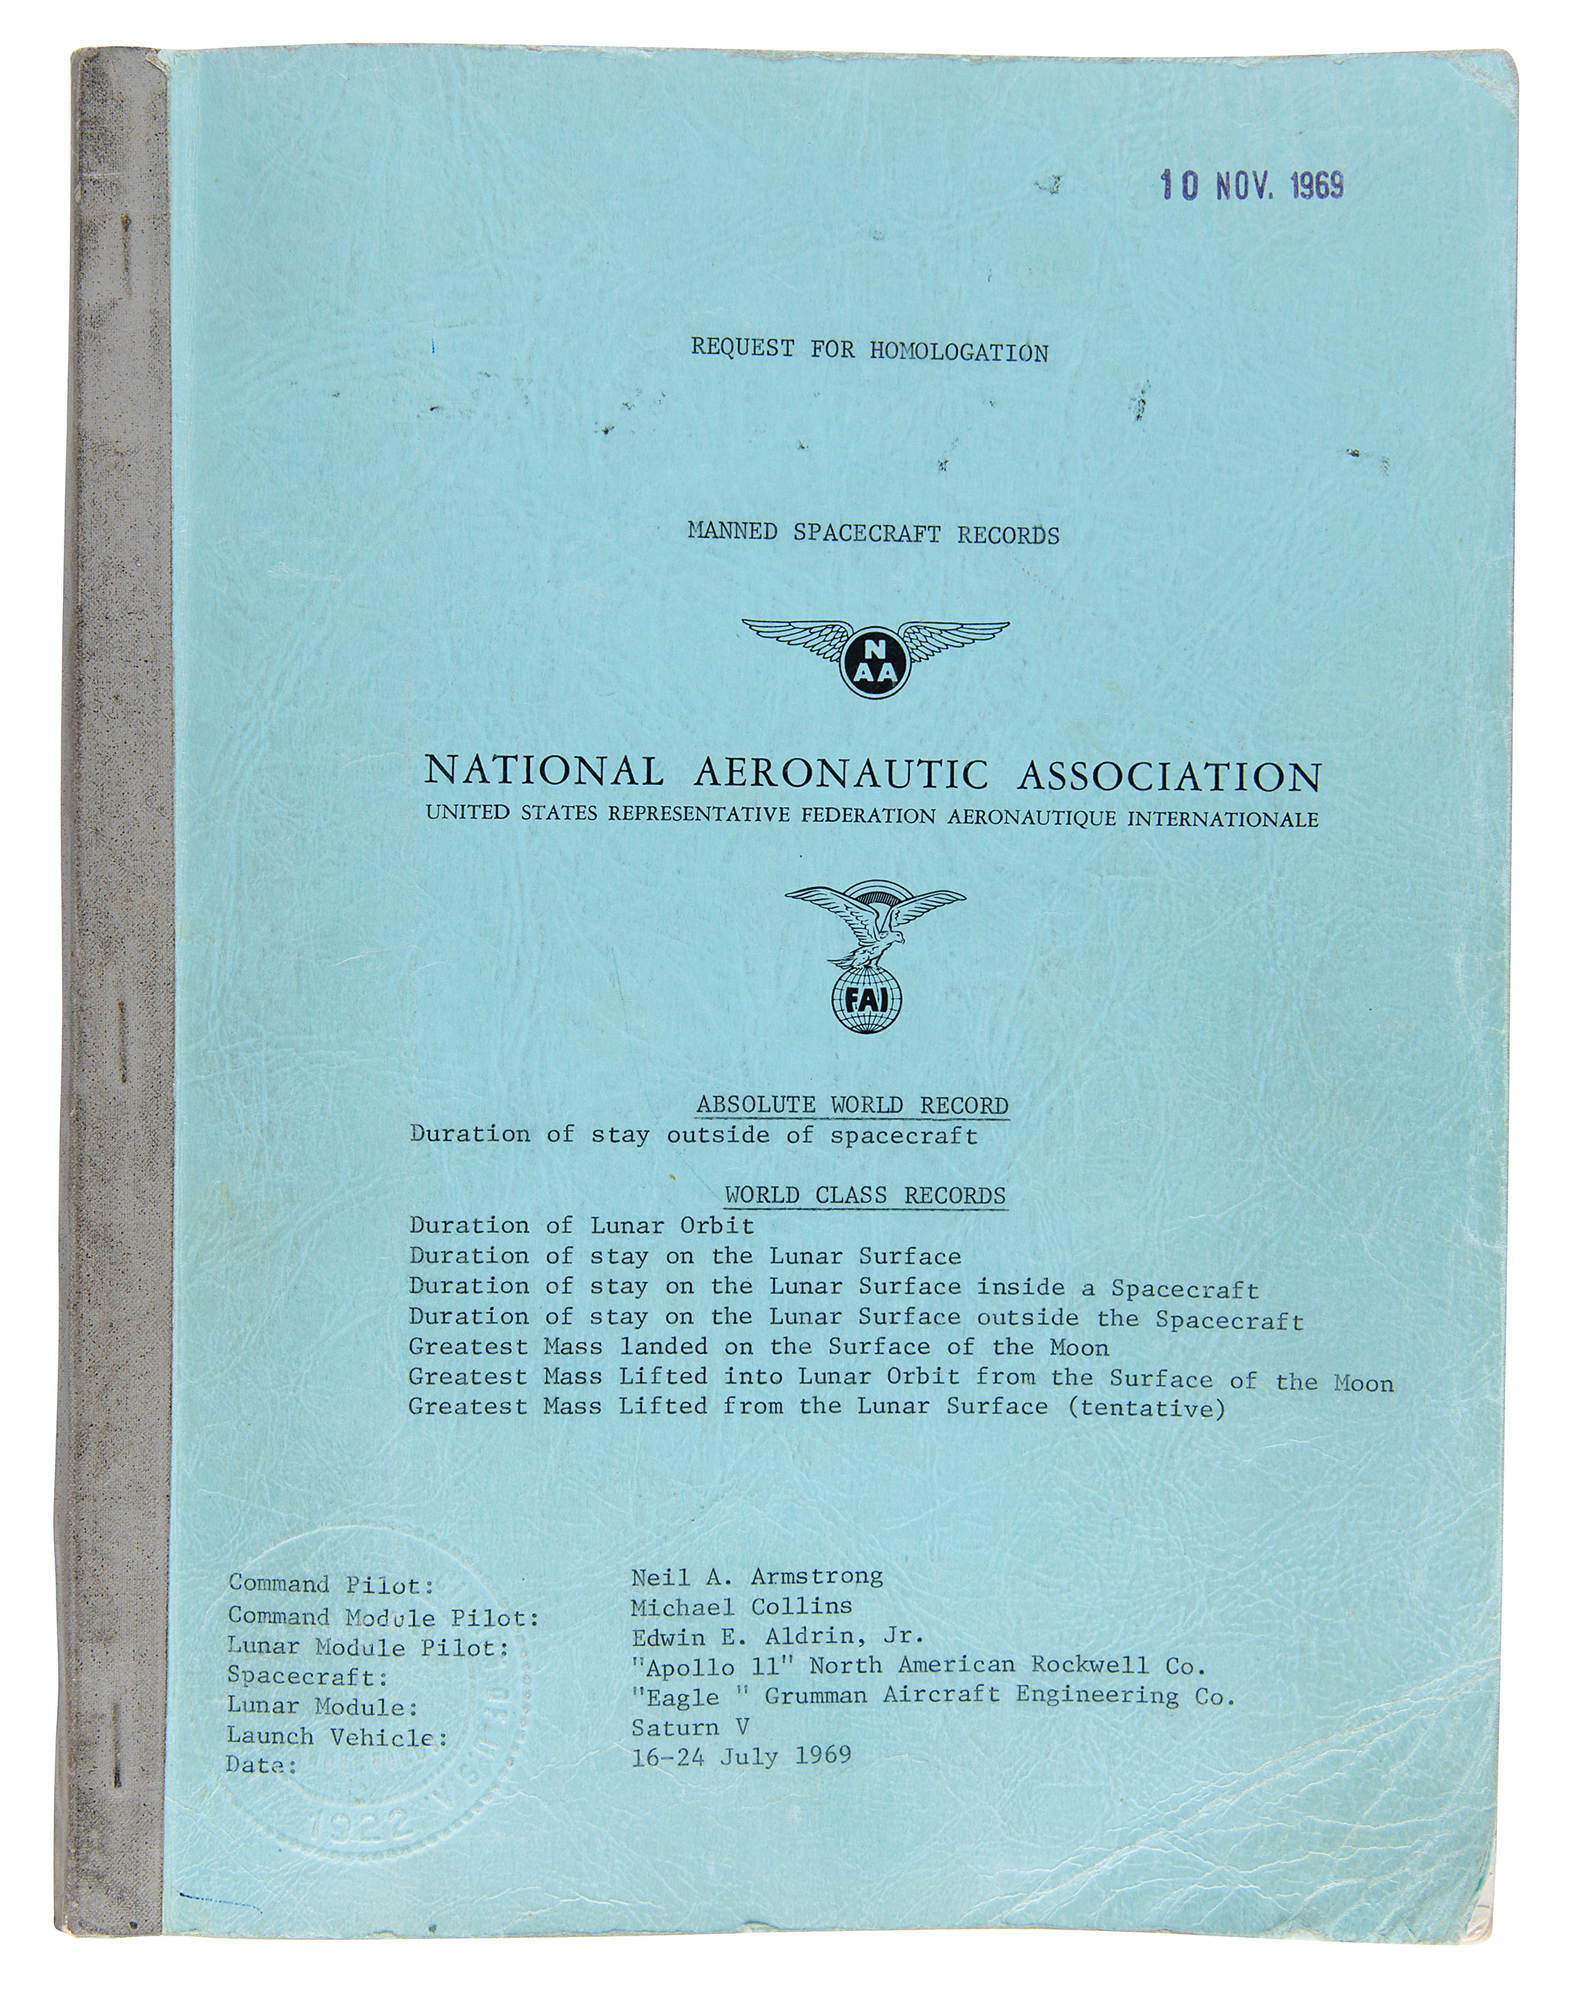 10 NOV. 1969
REQUEST FOR HOMOLOGATION
MANNED SPACECRAFT RECORDS
N
AA
NATIONAL AERONAUTIC ASSOCIATION
UNITED STATES REPRESENTATIVE FEDERATION AERONAUTIQUE INTERNATIONALE
FAI
ABSOLUTE WORLD RECORD
Duration of stay outside of spacecraft
WORLD CLASS RECORDS
Duration of Lunar Orbit
Duration of stay on the Lunar Surface
Duration of stay on the Lunar Surface inside a Spacecraft
Duration of stay on the Lunar Surface outside the Spacecraft
Greatest Mass landed on the Surface of the Moon
Greatest Mass Lifted into Lunar Orbit from the Surface of the Moon
Greatest Mass Lifted from the Lunar Surface (tentative)
Command Pilot: Neil A. Armstrong
Command Module Pilot: Michael Collins
Lunar Module Pilot: Edwin E. Aldrin, Jr.
Spacecraft: "Apollo 11" North American Rockwell Co.
Lunar Module: "Eagle " Grumman Aircraft Engineering Co.
Launch Vehicle: Saturn V
Date: 16-24 July 1969
OF U.S.A.
1922